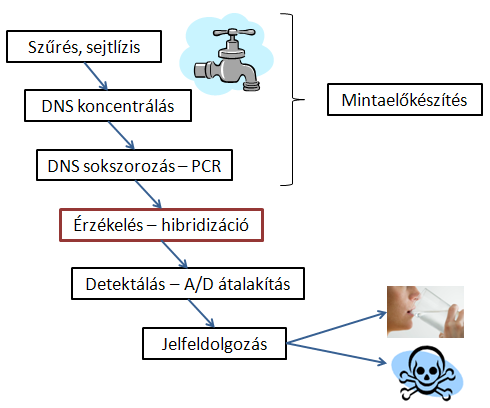 Szűrés, sejtlízis
DNS koncentrálás
Mintaelőkészítés
DNS sokszorozás – PCR
Érzékelés – hibridizáció
Detektálás – A/D átalakítás
Jelfeldolgozás